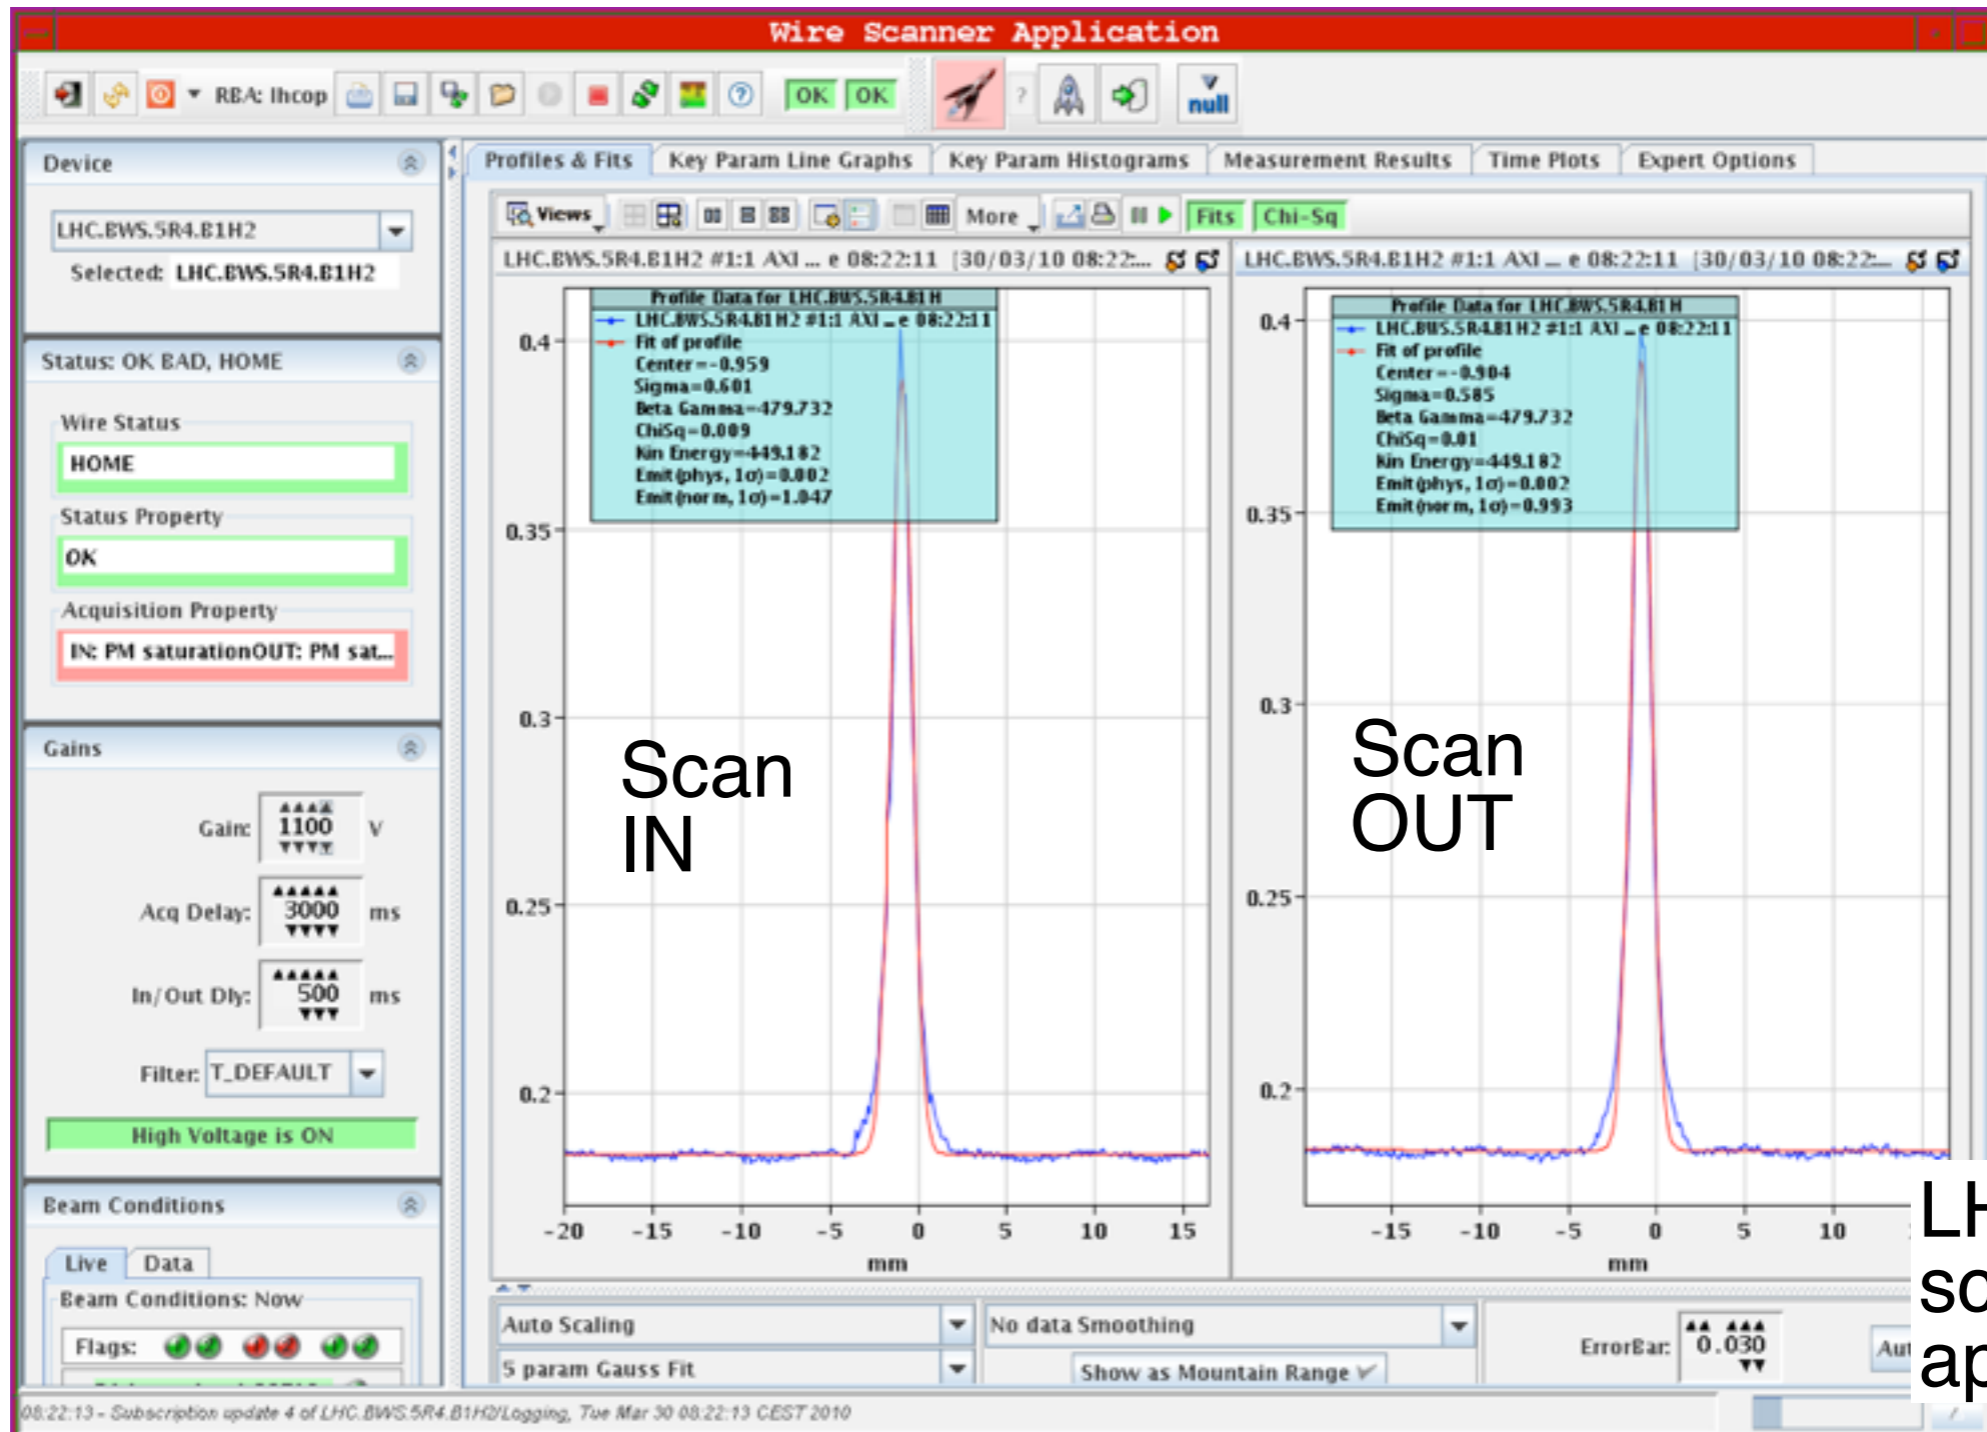 Wire Scanner Application
RBA: lhcop
OK OK
?
null
Device
LHC.BWS.5R4.B1H2
Selected: LHC.BWS.5R4.B1H2
Status: OK BAD, HOME
Wire Status
HOME
Status Property
OK
Acquisition Property
IN: PM saturationOUT: PM sat...
Gains
Gain: 1100 V
Acq Delay: 3000 ms
In/Out Dly: 500 ms
Filter: T_DEFAULT
High Voltage is ON
Beam Conditions
Live Data
Beam Conditions: Now
Flags:
Profiles & Fits Key Param Line Graphs Key Param Histograms Measurement Results Time Plots Expert Options
Views More Fits Chi-Sq
LHC.BWS.5R4.B1H2 #1:1 AXI ... e 08:22:11 [30/03/10 08:22:...
Profile Data for LHC.BWS.5R4.B1H
LHC.BWS.5R4.B1H2 #1:1 AXI ... e 08:22:11
Fit of profile
Center=-0.959
Sigma=0.601
Beta Gamma=479.732
ChiSq=0.009
Kin Energy=449.182
Emit(phys, 1σ)=0.002
Emit(norm, 1σ)=1.047
0.4
0.35
0.3
0.25
0.2
Scan
IN
-20 -15 -10 -5 0 5 10 15
mm
LHC.BWS.5R4.B1H2 #1:1 AXI ... e 08:22:11 [30/03/10 08:22:...
Profile Data for LHC.BWS.5R4.B1H
LHC.BWS.5R4.B1H2 #1:1 AXI ... e 08:22:11
Fit of profile
Center=-0.904
Sigma=0.585
Beta Gamma=479.732
ChiSq=0.01
Kin Energy=449.182
Emit(phys, 1σ)=0.002
Emit(norm, 1σ)=0.993
0.4
0.35
0.3
0.25
0.2
Scan
OUT
-15 -10 -5 0 5 10
mm
Auto Scaling
No data Smoothing
ErrorBar: 0.030
5 param Gauss Fit
Show as Mountain Range
08:22:13 - Subscription update 4 of LHC.BWS.5R4.B1H2/Logging, Tue Mar 30 08:22:13 CEST 2010